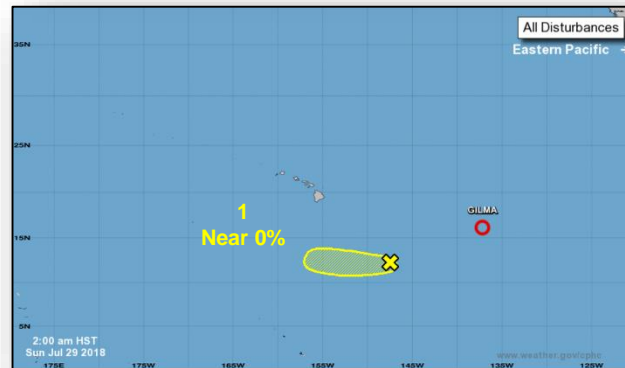 All Disturbances
Eastern Pacific
35N
25N
GILMA
1
Near 0%
15N
5N
2:00 am HST
Sun Jul 29 2018
www.weather.gov/cphc
175E
175W
165W
155W
145W
135W
125W